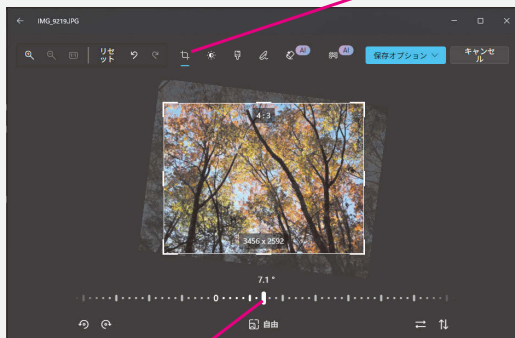 IMG_9219.JPG
リセ
ット
AI
AI
保存オプション
キャンセ
ル
4:3
3456 x 2592
7.1 °
0
自由